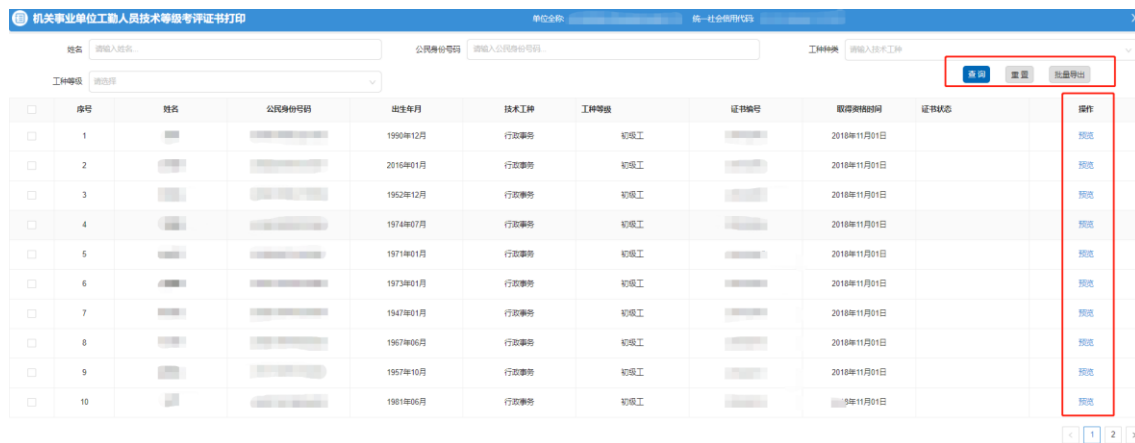 机关事业单位工勤人员技术等级考评证书打印 单位全称: 统一社会信用代码:
姓名 请输入姓名... 公民身份号码 请输入公民身份号码... 工种种类 请输入技术工种
工种等级 请选择 查询 重置 批量导出
序号 姓名 公民身份号码 出生年月 技术工种 工种等级 证书编号 取得资格时间 证书状态 操作
1 1990年12月 行政事务 初级工 2018年11月01日 预览
2 2016年01月 行政事务 初级工 2018年11月01日 预览
3 1952年12月 行政事务 初级工 2018年11月01日 预览
4 1974年07月 行政事务 初级工 2018年11月01日 预览
5 1971年01月 行政事务 初级工 2018年11月01日 预览
6 1973年01月 行政事务 初级工 2018年11月01日 预览
7 1947年01月 行政事务 初级工 2018年11月01日 预览
8 1967年06月 行政事务 初级工 2018年11月01日 预览
9 1957年10月 行政事务 初级工 2018年11月01日 预览
10 1981年06月 行政事务 初级工 8年11月01日 预览
< 1 2 >